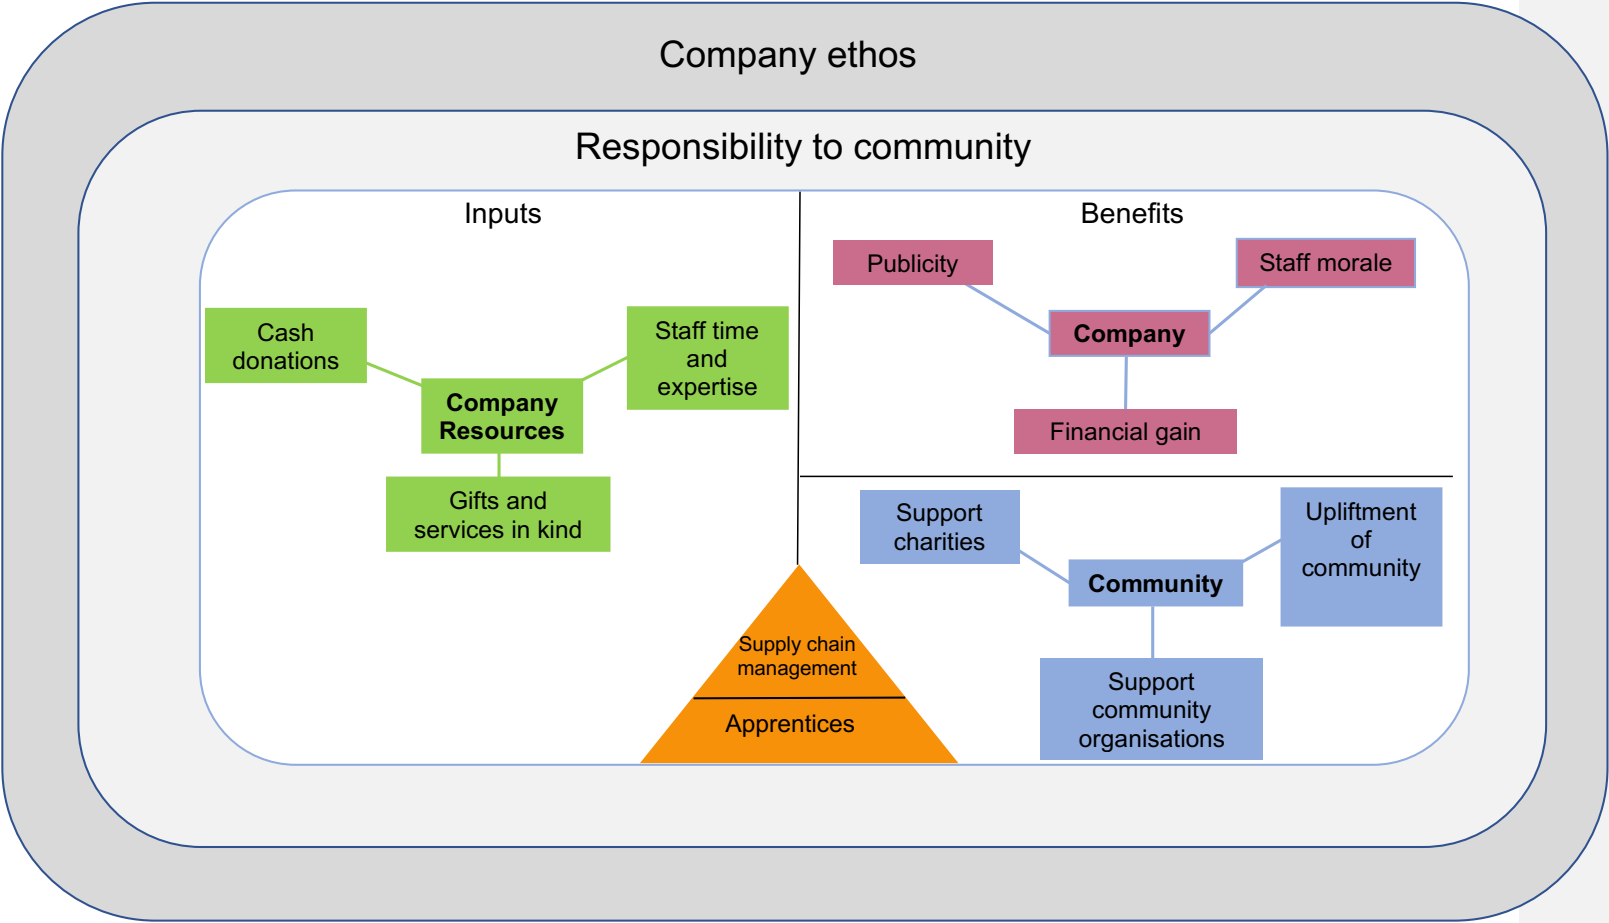 Company ethos
Responsibility to community
Inputs
Cash
donations
Staff time
and
expertise
Company
Resources
Gifts and
services in kind
Benefits
Publicity
Staff morale
Company
Financial gain
Support
charities
Upliftment
of
community
Community
Support
community
organisations
Supply chain
management
Apprentices